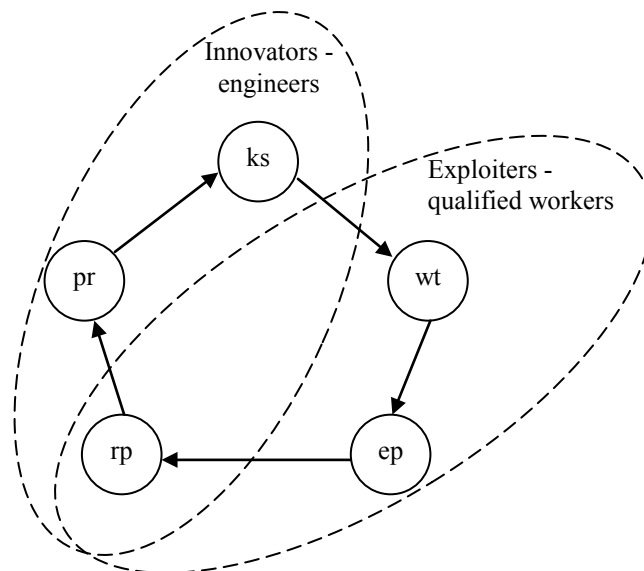 Innovators -
engineers
ks
Exploiters -
qualified workers
pr
wt
rp
ep